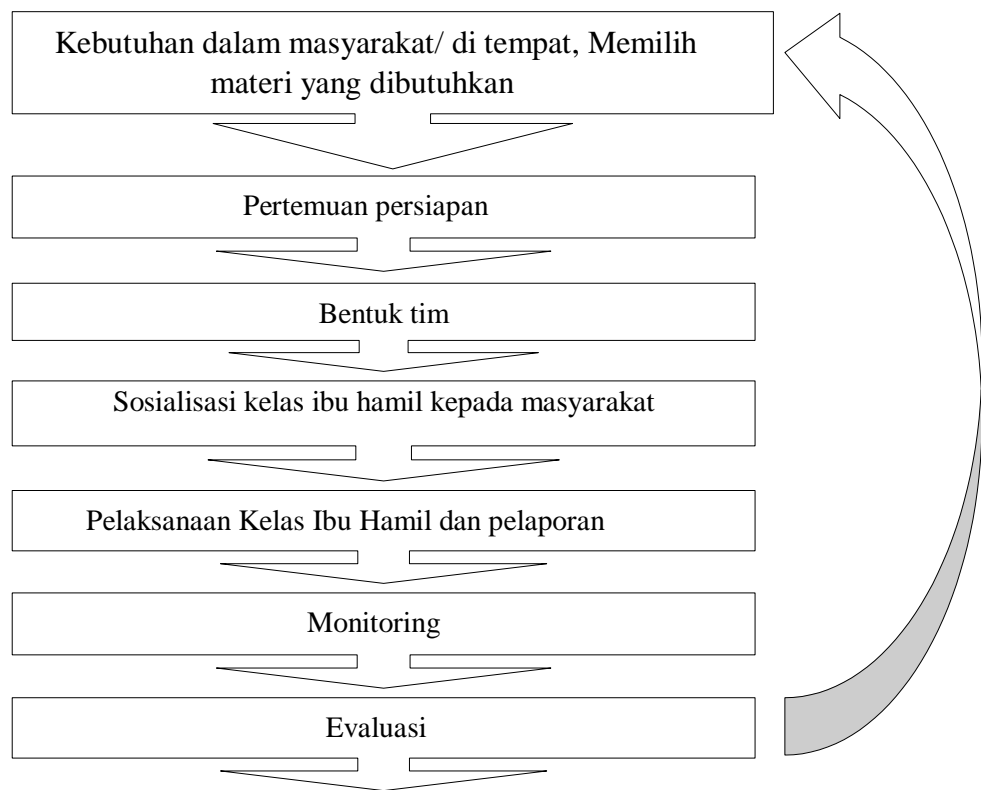 Kebutuhan dalam masyarakat/ di tempat, Memilih
materi yang dibutuhkan
Pertemuan persiapan
Bentuk tim
Sosialisasi kelas ibu hamil kepada masyarakat
Pelaksanaan Kelas Ibu Hamil dan pelaporan
Monitoring
Evaluasi